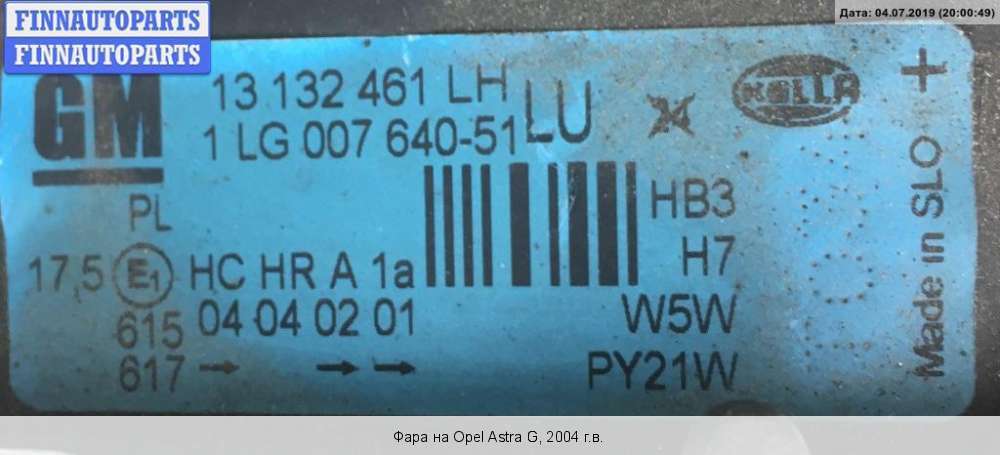 FINNAUTOPARTS
FINNAUTOPARTS
Дата: 04.07.2019 (20:00:49)
GM
13 132 461 LH
1 LG 007 640-51 LU
24
HELLA
PL
HB3
17,5 E1 HC HR A 1a
H7
615 04 04 02 01
W5W
617
PY21W
Made in SLO +
Фара на Opel Astra G, 2004 г.в.